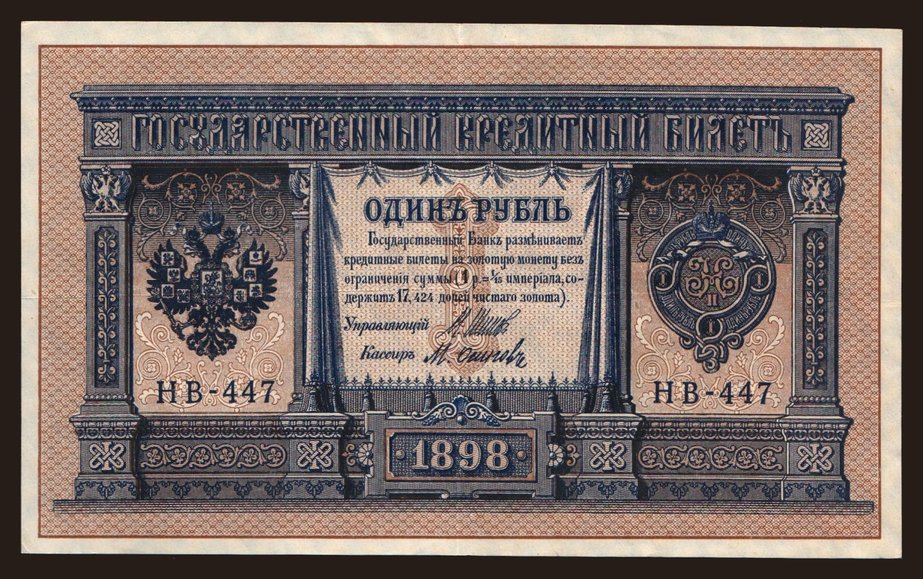 ГОСУДАРСТВЕННЫЙ КРЕДИТНЫЙ БИЛЕТЪ
ОДИНЪ РУБЛЬ
Государственный Банкъ размѣниваетъ
кредитные билеты на золотую монету безъ
ограниченія суммы (1 р.=1/15 имперіала, со-
держитъ 17,424 долей чистаго золота).
Управляющій
Кассиръ
НВ-447
НВ-447
1898